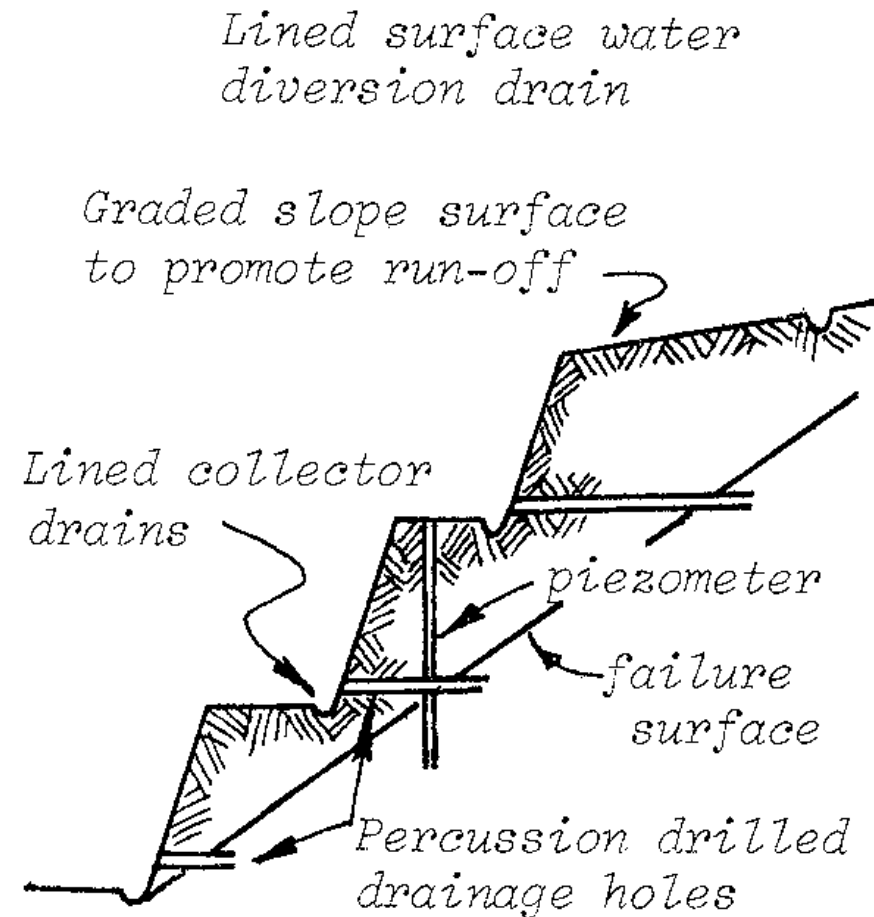 Lined surface water
diversion drain
Graded slope surface
to promote run-off
Lined collector
drains
piezometer
failure
surface
Percussion drilled
drainage holes